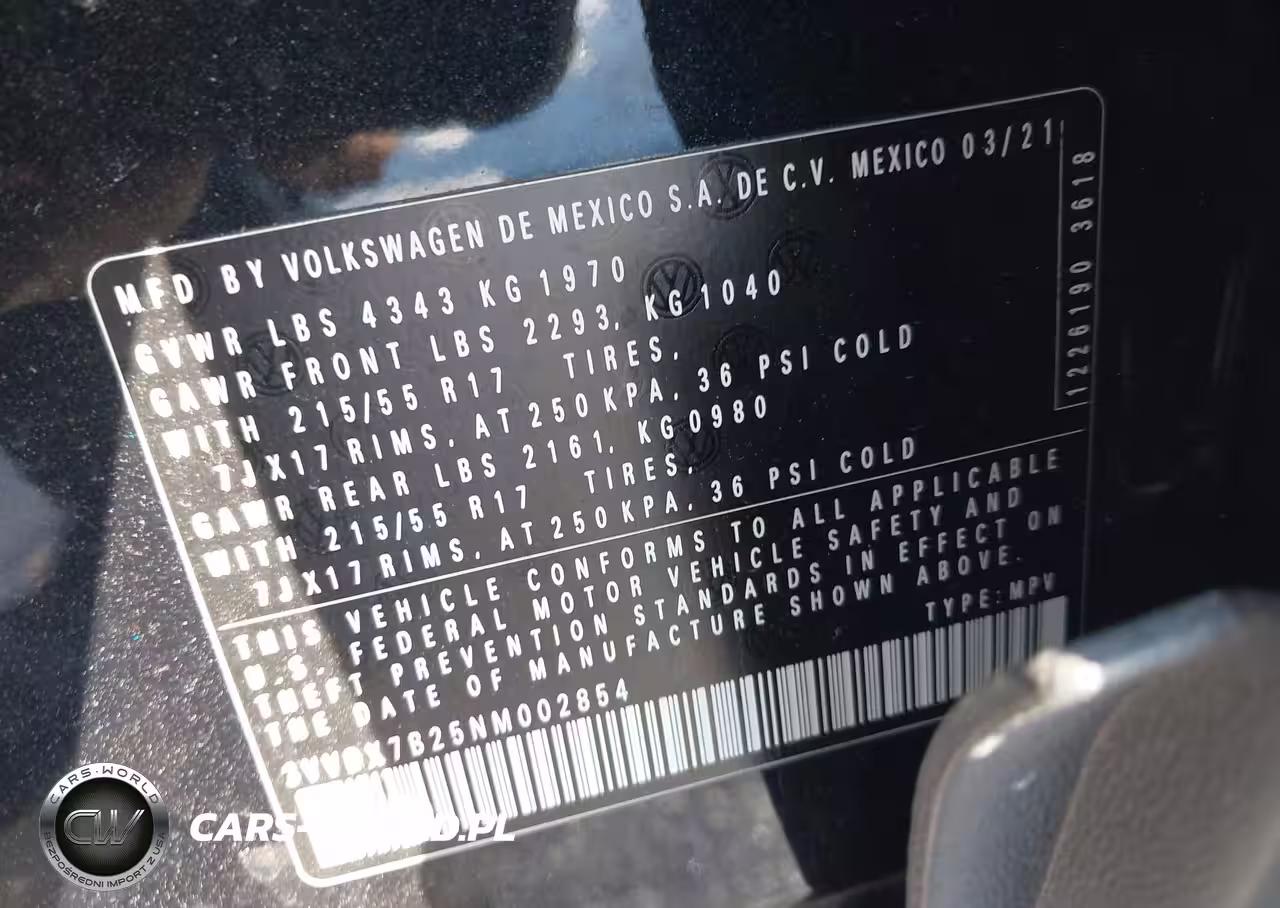 MFD BY VOLKSWAGEN DE MEXICO S.A. DE C.V. MEXICO 03/21
GVWR LBS 4343 KG 1970
GAWR FRONT LBS 2293, KG 1040
WITH 215/55 R17 TIRES,
7JX17 RIMS, AT 250 KPA, 36 PSI COLD
GAWR REAR LBS 2161, KG 0980
WITH 215/55 R17 TIRES,
7JX17 RIMS, AT 250 KPA, 36 PSI COLD
1226190 3618
THIS VEHICLE CONFORMS TO ALL APPLICABLE
U.S. FEDERAL MOTOR VEHICLE SAFETY AND
THEFT PREVENTION STANDARDS IN EFFECT ON
THE DATE OF MANUFACTURE SHOWN ABOVE.
TYPE: MPV
CARS-WORLD
CW
BEZPOŚREDNI IMPORT Z USA